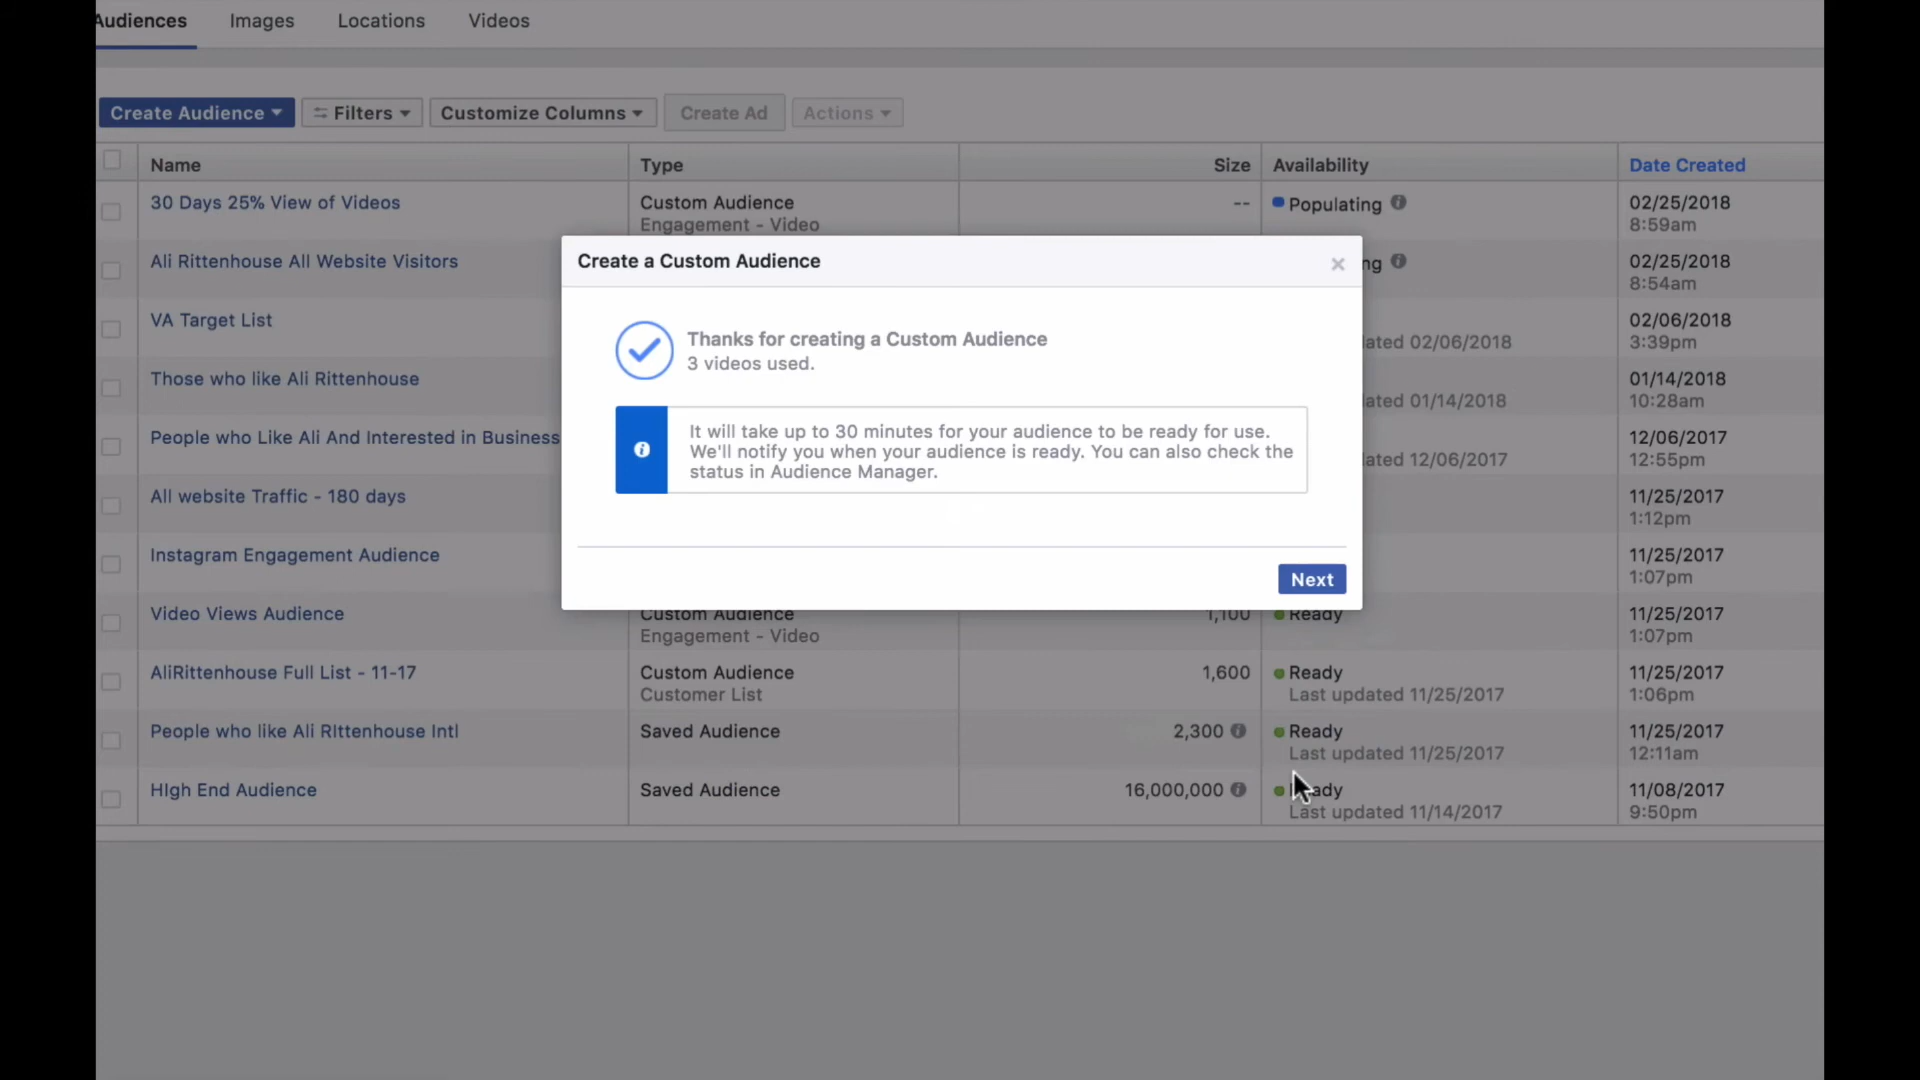 Audiences Images Locations Videos
Create Audience Filters Customize Columns Create Ad Actions
Name Type Size Availability Date Created
30 Days 25% View of Videos Custom Audience -- Populating 02/25/2018
Engagement - Video 8:59am
Ali Rittenhouse All Website Visitors ng 02/25/2018
8:54am
VA Target List 02/06/2018
ated 02/06/2018 3:39pm
Those who like Ali Rittenhouse 01/14/2018
ated 01/14/2018 10:28am
People who Like Ali And Interested in Business 12/06/2017
ated 12/06/2017 12:55pm
All website Traffic - 180 days 11/25/2017
1:12pm
Instagram Engagement Audience 11/25/2017
1:07pm
Create a Custom Audience
Thanks for creating a Custom Audience
3 videos used.
It will take up to 30 minutes for your audience to be ready for use.
We'll notify you when your audience is ready. You can also check the
status in Audience Manager.
Next
Video Views Audience Custom Audience 1,100 Ready 11/25/2017
Engagement - Video 1:07pm
AliRittenhouse Full List - 11-17 Custom Audience 1,600 Ready 11/25/2017
Customer List Last updated 11/25/2017 1:06pm
People who like Ali RIttenhouse Intl Saved Audience 2,300 Ready 11/25/2017
Last updated 11/25/2017 12:11am
HIgh End Audience Saved Audience 16,000,000 Ready 11/08/2017
Last updated 11/14/2017 9:50pm